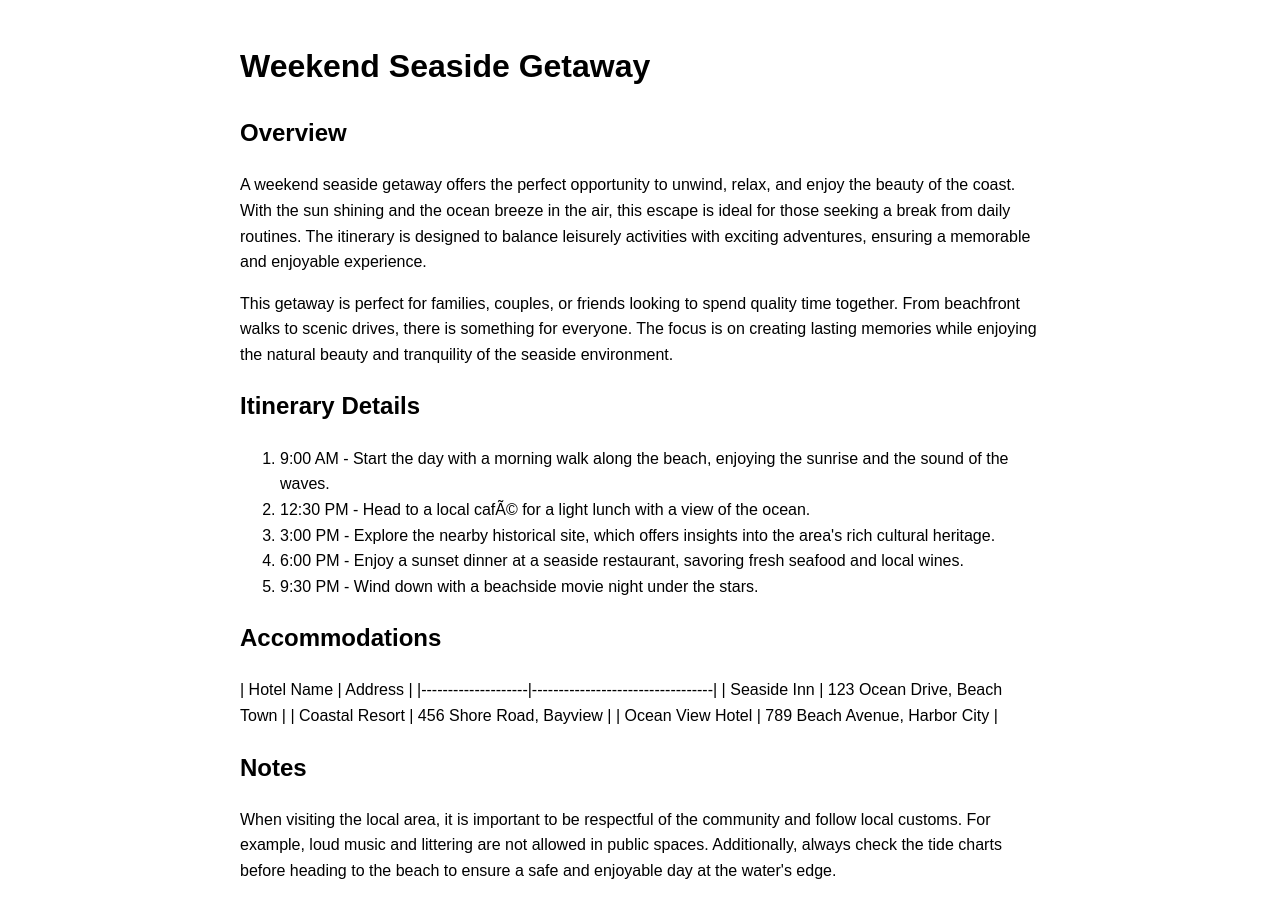 Weekend Seaside Getaway
Overview
A weekend seaside getaway offers the perfect opportunity to unwind, relax, and enjoy the beauty of the coast.
With the sun shining and the ocean breeze in the air, this escape is ideal for those seeking a break from daily
routines. The itinerary is designed to balance leisurely activities with exciting adventures, ensuring a memorable
and enjoyable experience.
This getaway is perfect for families, couples, or friends looking to spend quality time together. From beachfront
walks to scenic drives, there is something for everyone. The focus is on creating lasting memories while enjoying
the natural beauty and tranquility of the seaside environment.
Itinerary Details
1. 9:00 AM - Start the day with a morning walk along the beach, enjoying the sunrise and the sound of the
waves.
2. 12:30 PM - Head to a local cafÃ© for a light lunch with a view of the ocean.
3. 3:00 PM - Explore the nearby historical site, which offers insights into the area's rich cultural heritage.
4. 6:00 PM - Enjoy a sunset dinner at a seaside restaurant, savoring fresh seafood and local wines.
5. 9:30 PM - Wind down with a beachside movie night under the stars.
Accommodations
| Hotel Name | Address | |--------------------|----------------------------------| | Seaside Inn | 123 Ocean Drive, Beach
Town | | Coastal Resort | 456 Shore Road, Bayview | | Ocean View Hotel | 789 Beach Avenue, Harbor City |
Notes
When visiting the local area, it is important to be respectful of the community and follow local customs. For
example, loud music and littering are not allowed in public spaces. Additionally, always check the tide charts
before heading to the beach to ensure a safe and enjoyable day at the water's edge.